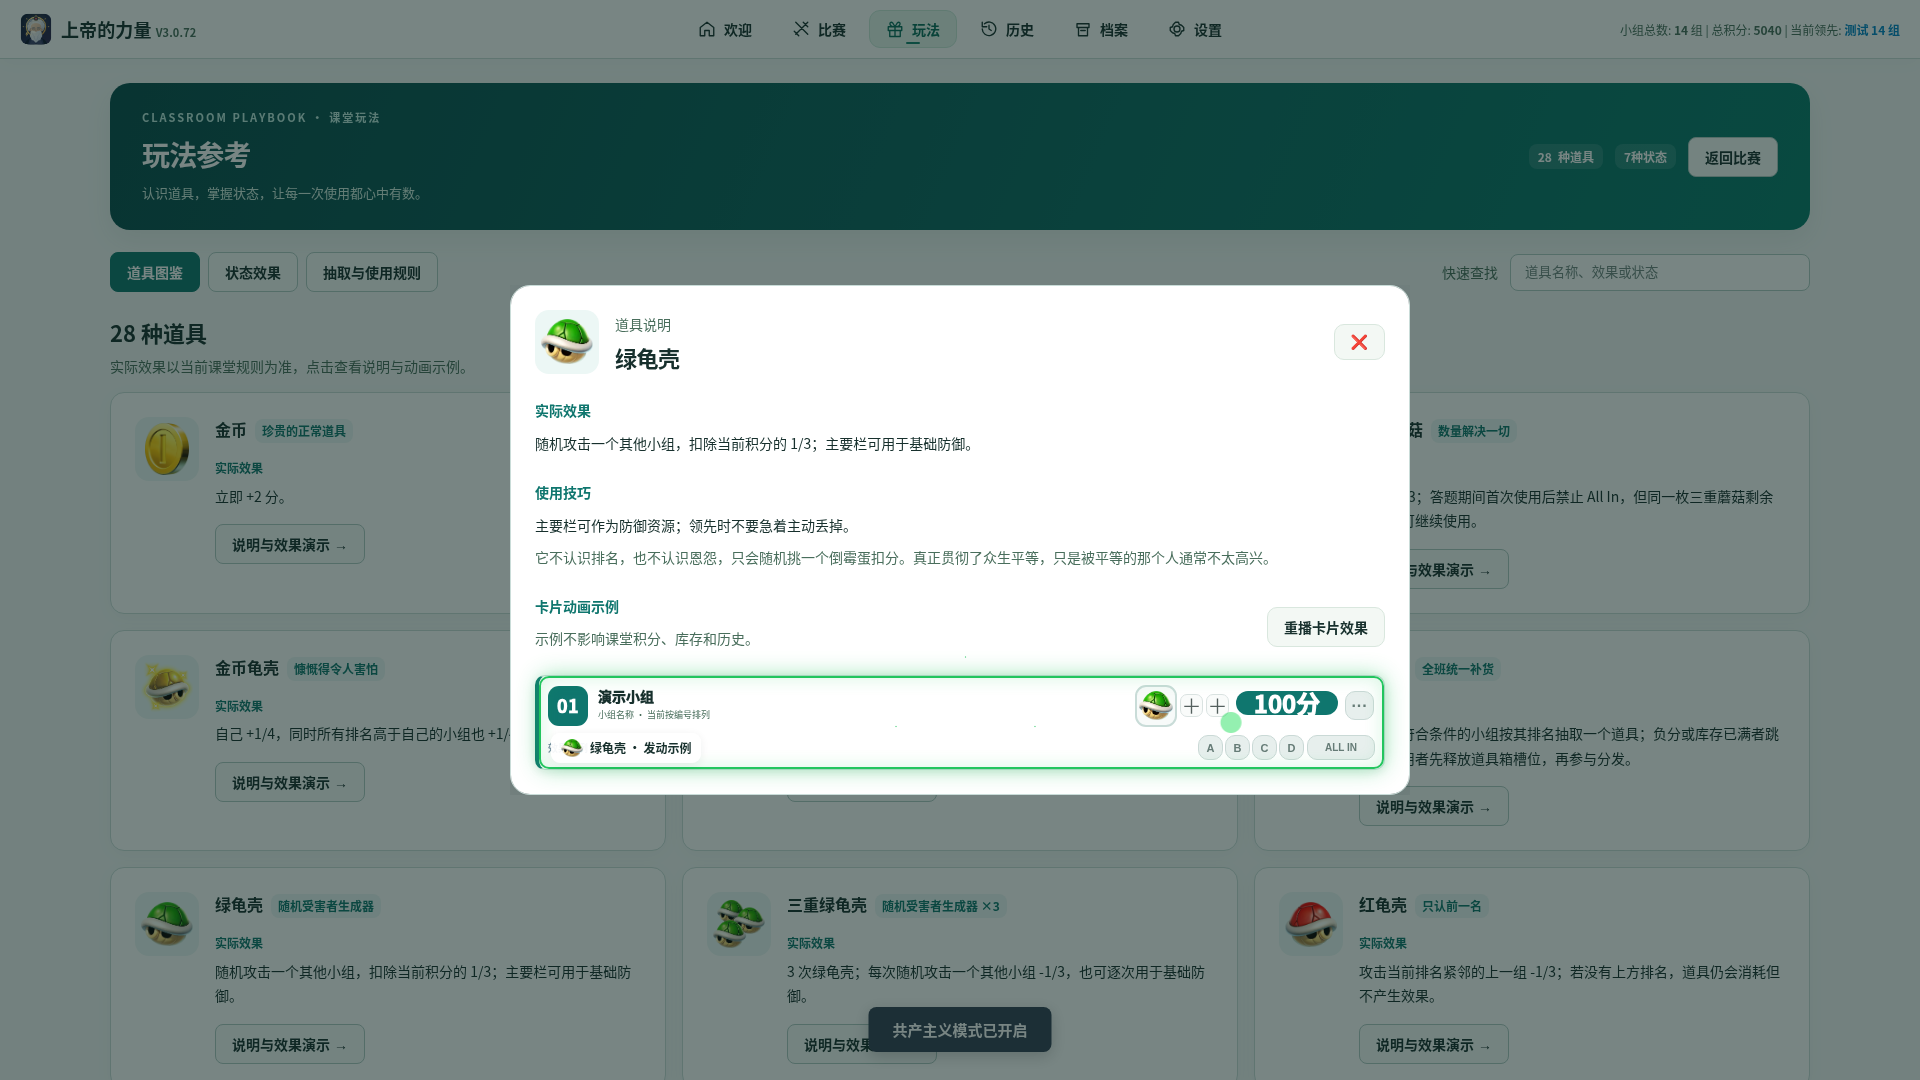 上帝的力量 V3.0.72
欢迎
比赛
玩法
历史
档案
设置
小组总数: 14 组 | 总积分: 5040 | 当前领先: 测试 14 组
CLASSROOM PLAYBOOK · 课堂玩法
玩法参考
认识道具，掌握状态，让每一次使用都心中有数。
28 种道具
7种状态
返回比赛
道具图鉴
状态效果
抽取与使用规则
快速查找
道具名称、效果或状态
28 种道具
实际效果以当前课堂规则为准，点击查看说明与动画示例。
道具说明
绿龟壳
实际效果
随机攻击一个其他小组，扣除当前积分的 1/3；主要栏可用于基础防御。
使用技巧
主要栏可作为防御资源；领先时不要急着主动丢掉。
它不认识排名，也不认识恩怨，只会随机挑一个倒霉蛋扣分。真正贯彻了众生平等，只是被平等的那个人通常不太高兴。
卡片动画示例
示例不影响课堂积分、库存和历史。
重播卡片效果
01
演示小组
小组名称 · 当前按编号排列
100分
绿龟壳 · 发动示例
A
B
C
D
ALL IN
金币
珍贵的正常道具
实际效果
立即 +2 分。
说明与效果演示 →
菇
数量解决一切
3；答题期间首次使用后禁止 All In，但同一枚三重蘑菇剩余
可继续使用。
与效果演示 →
金币龟壳
慷慨得令人害怕
实际效果
自己 +1/4，同时所有排名高于自己的小组也 +1/
说明与效果演示 →
全班统一补货
符合条件的小组按其排名抽取一个道具；负分或库存已满者跳
用者先释放道具箱槽位，再参与分发。
说明与效果演示 →
绿龟壳
随机受害者生成器
实际效果
随机攻击一个其他小组，扣除当前积分的 1/3；主要栏可用于基础防
御。
说明与效果演示 →
三重绿龟壳
随机受害者生成器 ×3
实际效果
3 次绿龟壳；每次随机攻击一个其他小组 -1/3，也可逐次用于基础防
御。
说明与效果
红龟壳
只认前一名
实际效果
攻击当前排名紧邻的上一组 -1/3；若没有上方排名，道具仍会消耗但
不产生效果。
说明与效果演示 →
共产主义模式已开启